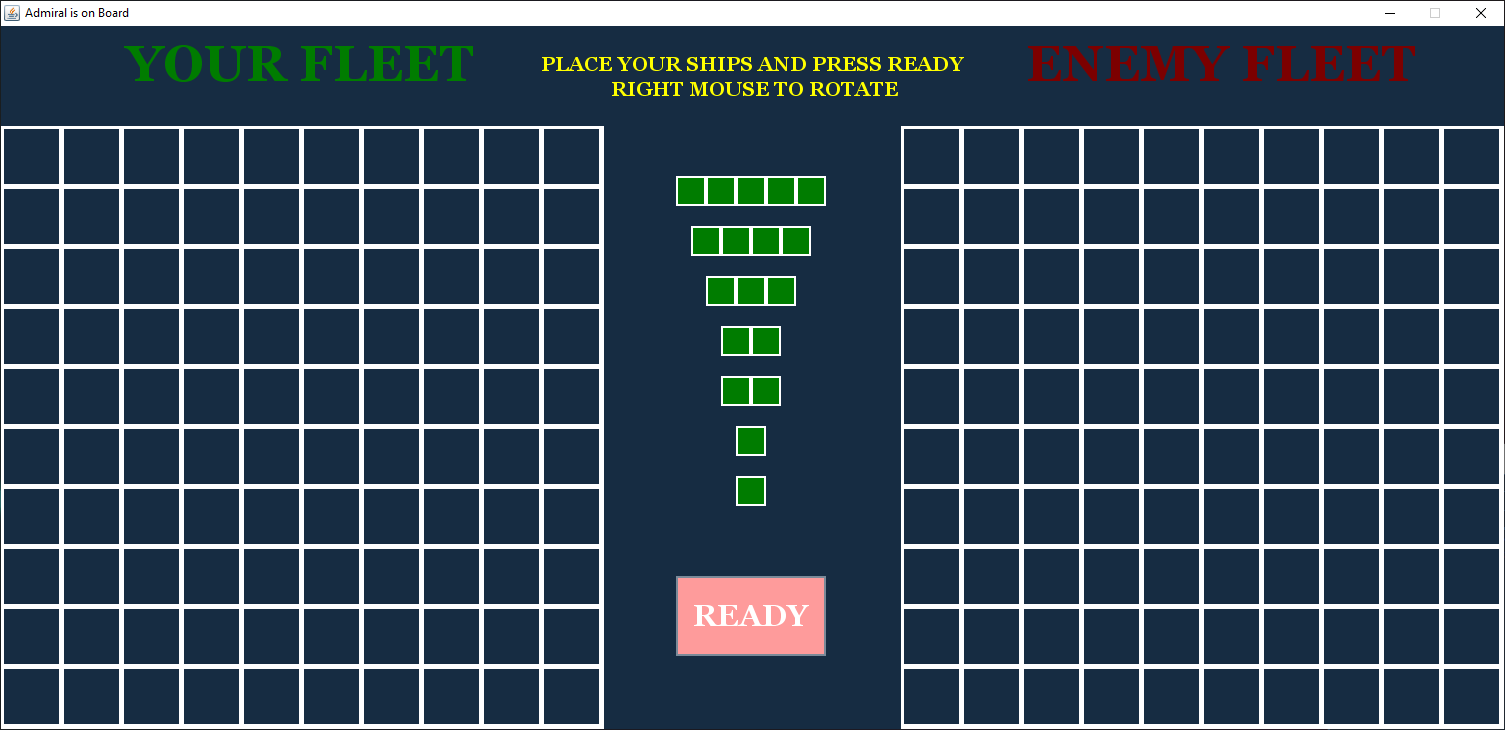 Admiral is on Board
YOUR FLEET
PLACE YOUR SHIPS AND PRESS READY
RIGHT MOUSE TO ROTATE
ENEMY FLEET
READY